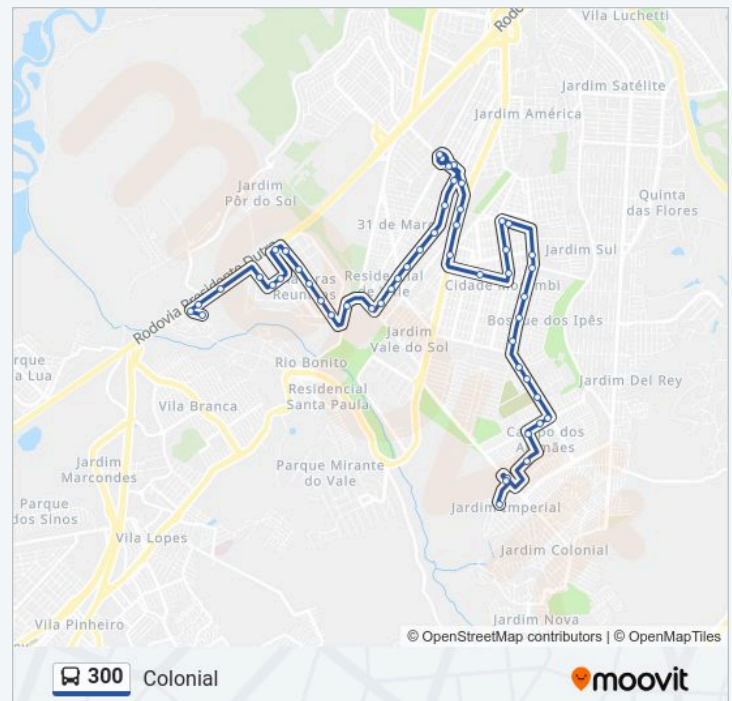 Vila Luchetti
Jardim Satélite
Jardim América
Jardim
Pôr do Sol
Quinta
das Flores
31 de Mar
Jardim Sul
Rodovia Presidente Dutra
Reunidas
Residencial
Cidade
Bosque dos Ipês
Jardim
Vale do Sol
Rio Bonito
Residencial
Santa Paula
Jardim Del Rey
Vila Branca
Parque Mirante
do Vale
Jardim
Marcondes
Jardim Imperial
Parque
dos Sinos
Vila Lopes
Jardim Colonial
Vila Pinheiro
Jardim Nova
© OpenStreetMap contributors | © OpenMapTiles
300 Colonial
moovit